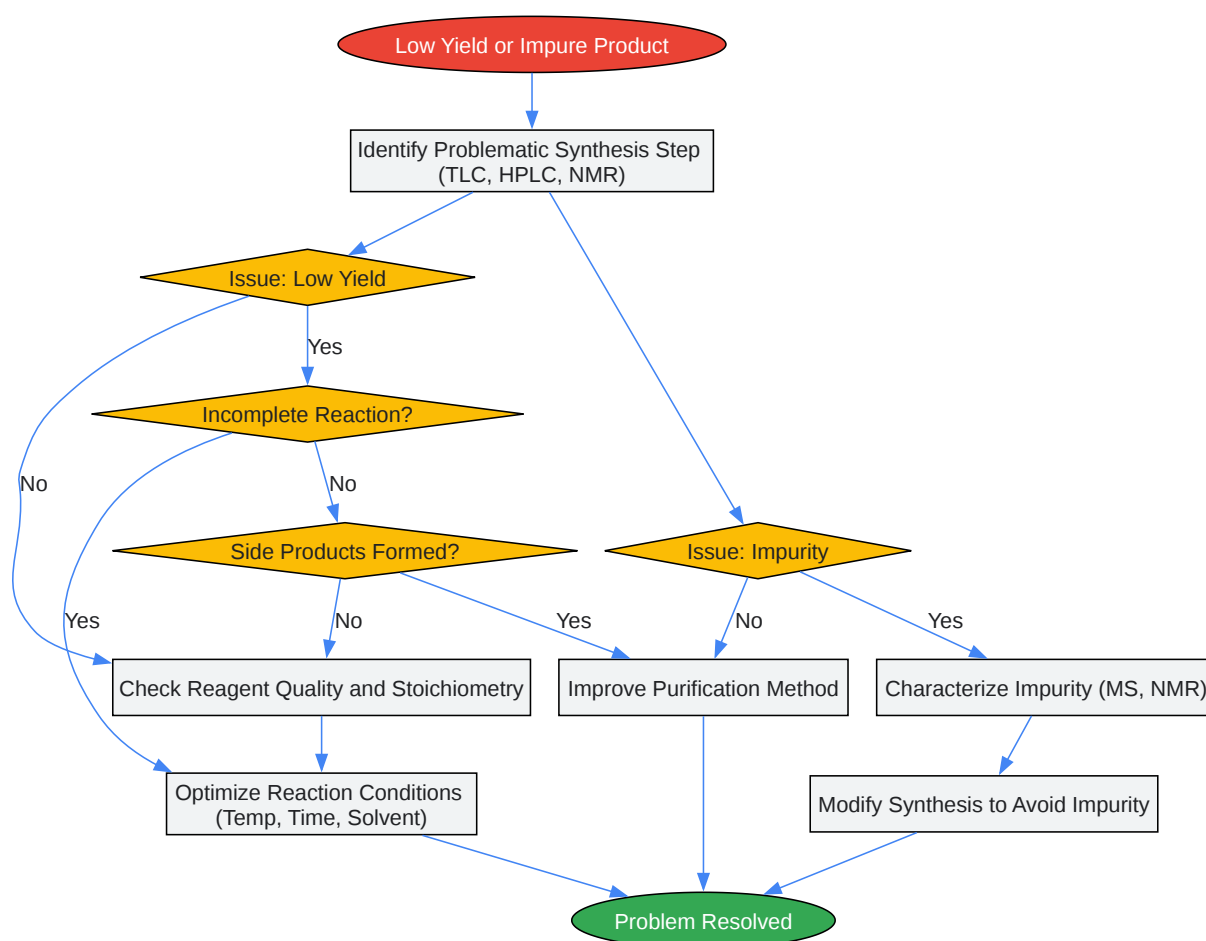 Low Yield or Impure Product
Identify Problematic Synthesis Step
(TLC, HPLC, NMR)
Issue: Low Yield
Yes
Incomplete Reaction?
No
No
Side Products Formed?
Issue: Impurity
Yes
No
Yes
No
Yes
Check Reagent Quality and Stoichiometry
Improve Purification Method
Characterize Impurity (MS, NMR)
Optimize Reaction Conditions
(Temp, Time, Solvent)
Modify Synthesis to Avoid Impurity
Problem Resolved